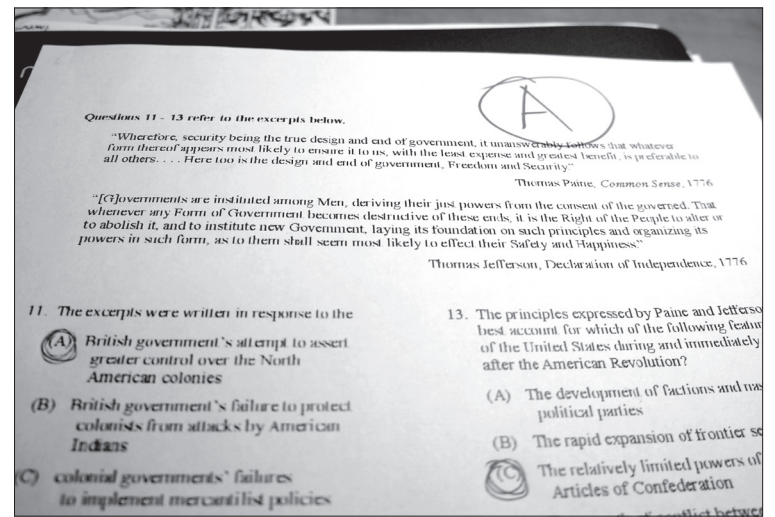 A
Questions 11 - 13 refer to the excerpts below.
"Wherefore, security being the true design and end of government, it unanswerably follows that whatever
form thereof appears most likely to ensure it to us, with the least expense and greatest benefit, is preferable to
all others. . . . Here too is the design and end of government, Freedom and Security."
Thomas Paine, Common Sense, 1776
"[G]overnments are instituted among Men, deriving their just powers from the consent of the governed. That
whenever any Form of Government becomes destructive of these ends, it is the Right of the People to alter or
to abolish it, and to institute new Government, laying its foundation on such principles and organizing its
powers in such form, as to them shall seem most likely to effect their Safety and Happiness."
Thomas Jefferson, Declaration of Independence, 1776
11. The excerpts were written in response to the
(A) British government's attempt to assert
greater control over the North
American colonies
(B) British government's failure to protect
colonists from attacks by American
Indians
(C) colonial governments' failures
to implement mercantilist policies
13. The principles expressed by Paine and Jefferso
best account for which of the following featur
of the United States during and immediately
after the American Revolution?
(A) The development of factions and nas
political parties
(B) The rapid expansion of frontier se
(C) The relatively limited powers of
Articles of Confederation